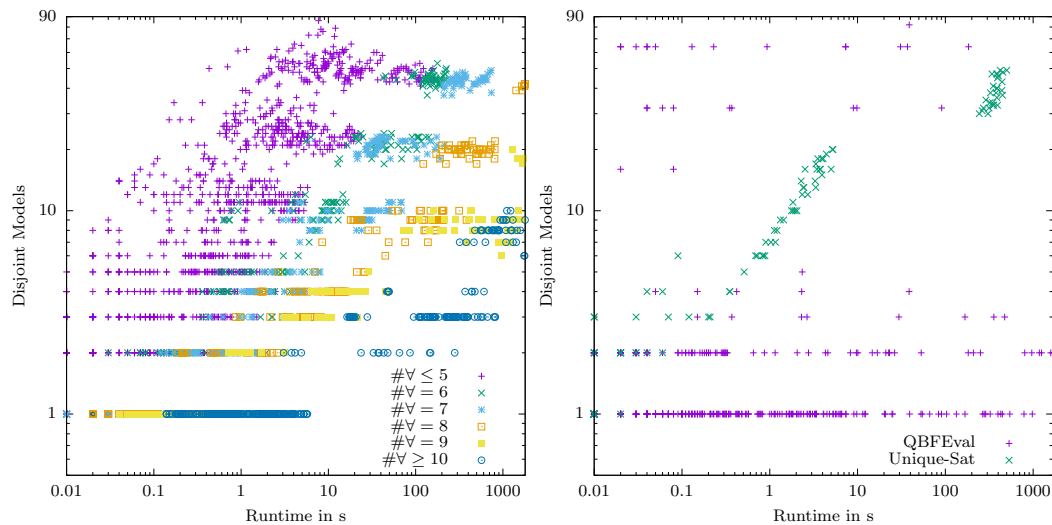 90
10
1
Disjoint Models
0.01 0.1 1 10 100 1000
Runtime in s
#∀ ≤ 5
#∀ = 6
#∀ = 7
#∀ = 8
#∀ = 9
#∀ ≥ 10
90
10
1
Disjoint Models
0.01 0.1 1 10 100 1000
Runtime in s
QBFEval
Unique-Sat